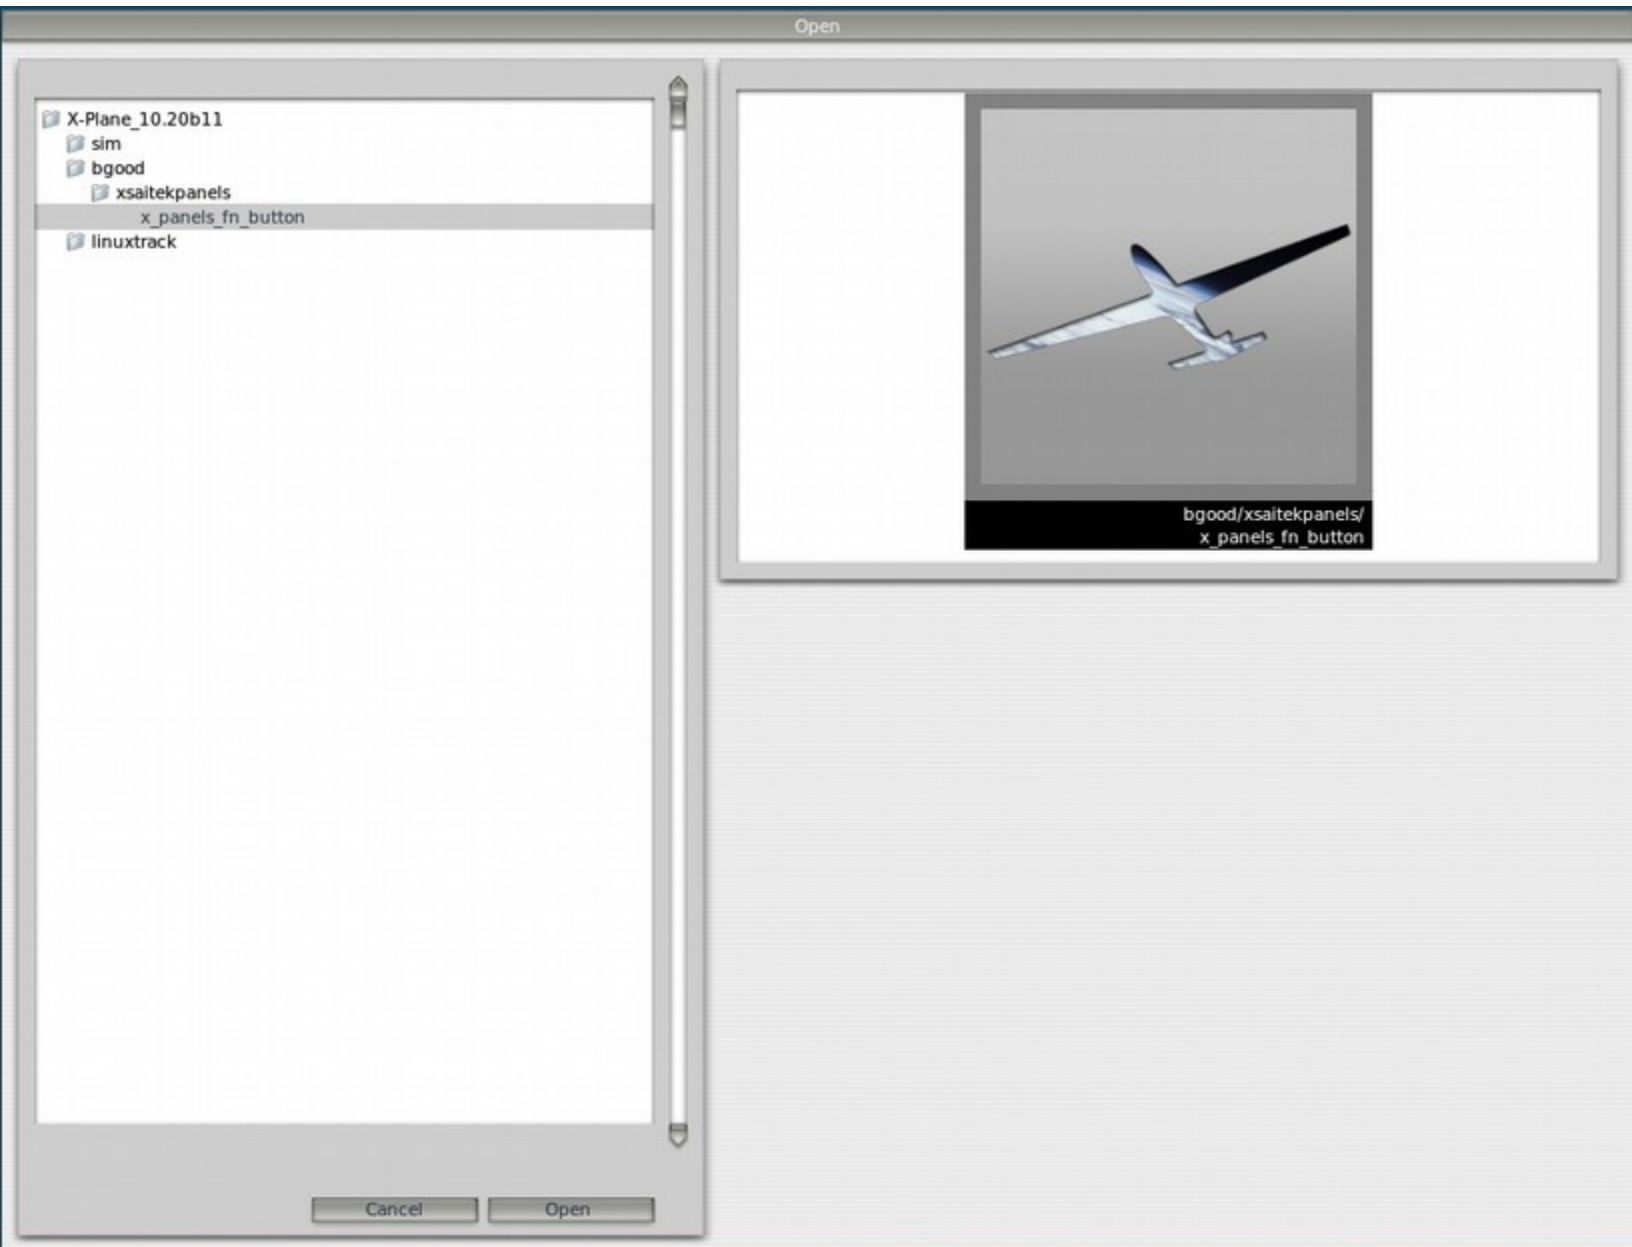 Open
X-Plane_10.20b11
sim
bgood
xsaitekpanels
x_panels_fn_button
linuxtrack
bgood/xsaitekpanels/
x_panels_fn_button
Cancel
Open